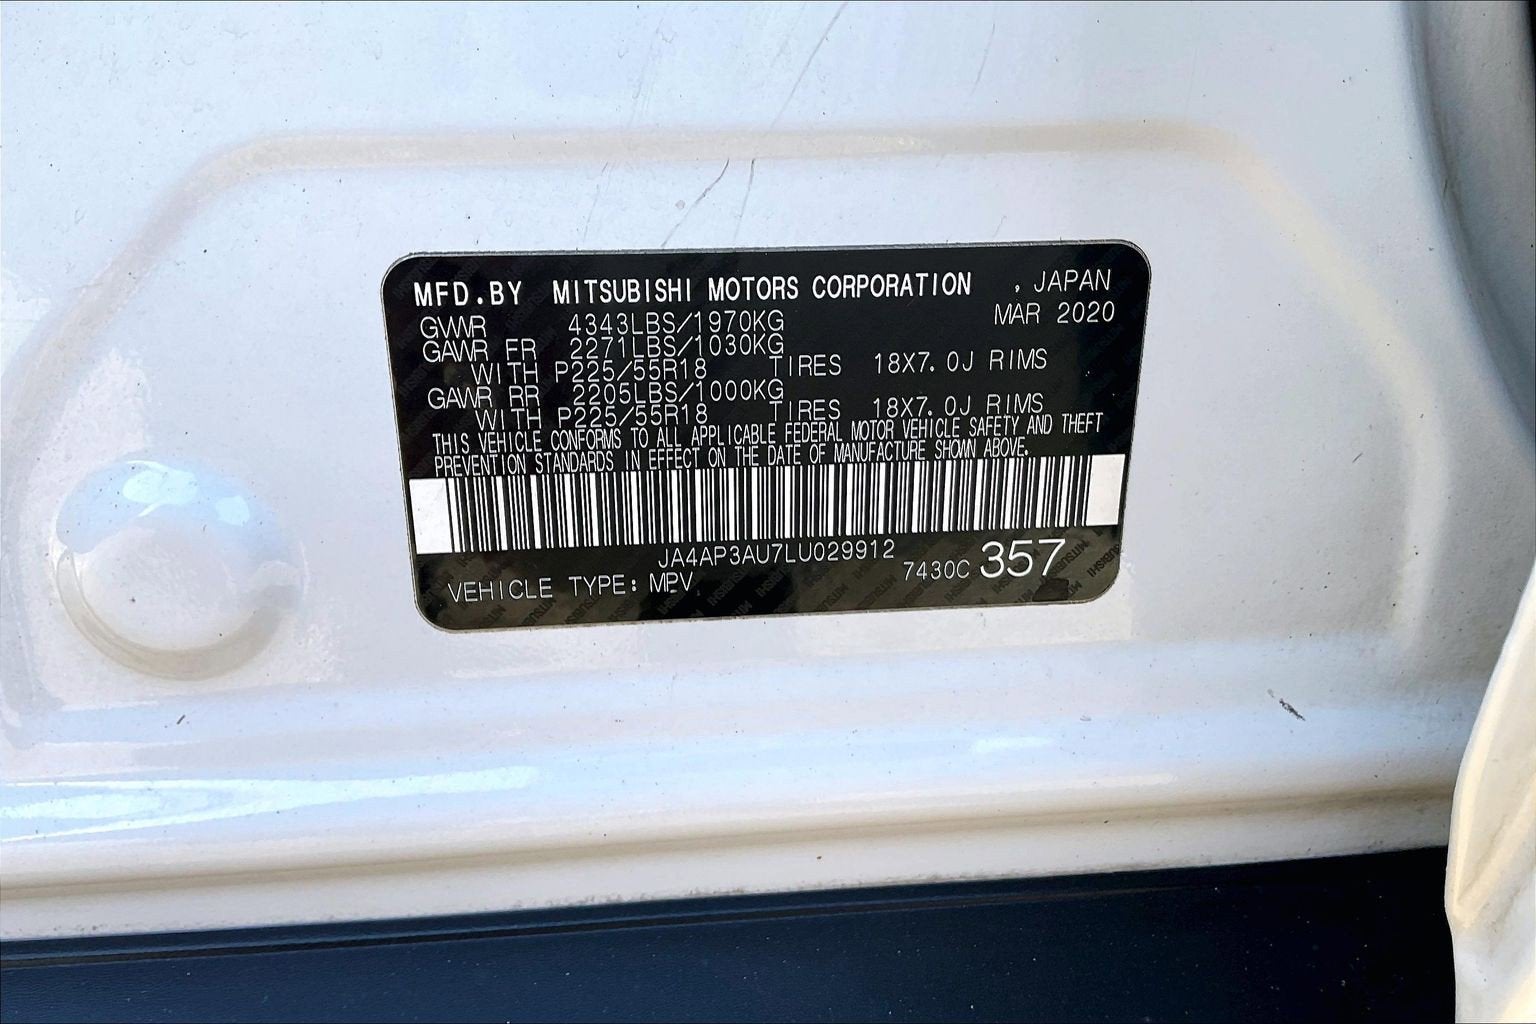 MFD.BY MITSUBISHI MOTORS CORPORATION , JAPAN
GVWR 4343LBS/1970KG MAR 2020
GAWR FR 2271LBS/1030KG
WITH P225/55R18 TIRES 18X7.0J RIMS
GAWR RR 2205LBS/1000KG
WITH P225/55R18 TIRES 18X7.0J RIMS
THIS VEHICLE CONFORMS TO ALL APPLICABLE FEDERAL MOTOR VEHICLE SAFETY AND THEFT
PREVENTION STANDARDS IN EFFECT ON THE DATE OF MANUFACTURE SHOWN ABOVE.
JA4AP3AU7LU029912
VEHICLE TYPE: MPV 7430C 357